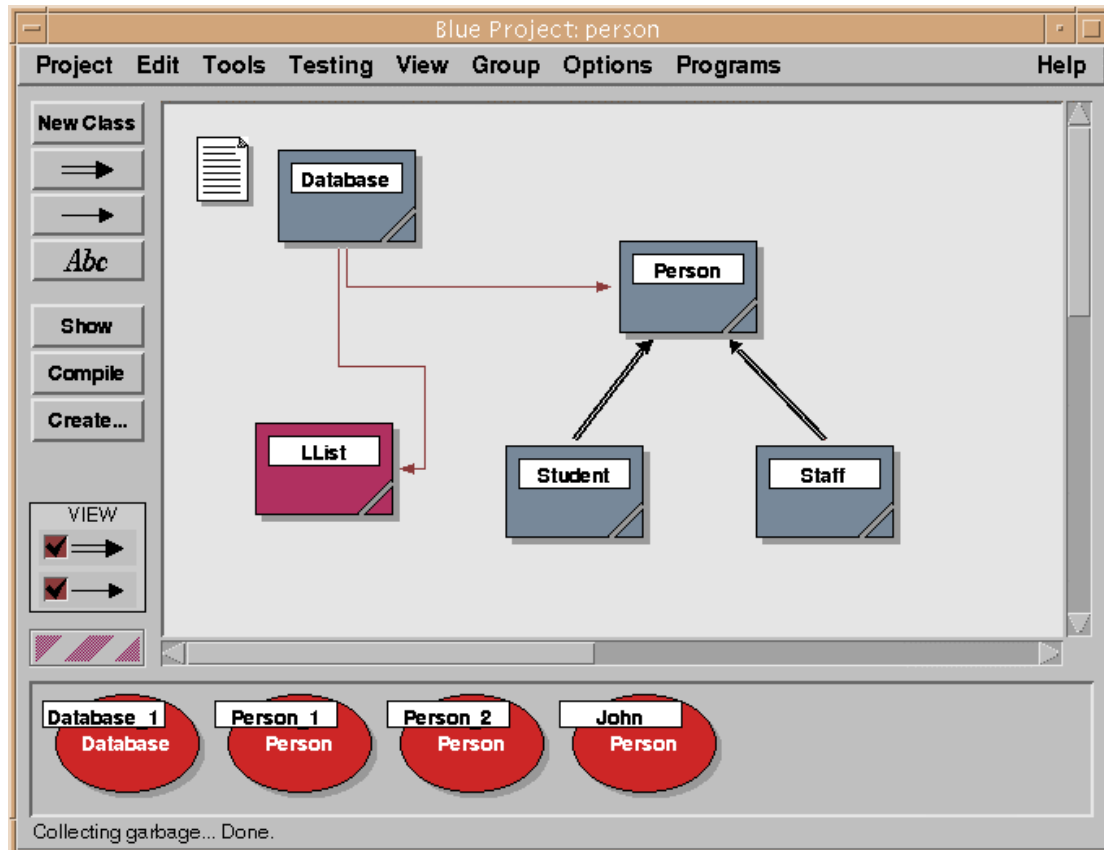 Blue Project: person
Project Edit Tools Testing View Group Options Programs Help
New Class
Abc
Show
Compile
Create...
VIEW
Database
Person
LList
Student
Staff
Database_1
Database
Person_1
Person
Person_2
Person
John
Person
Collecting garbage... Done.